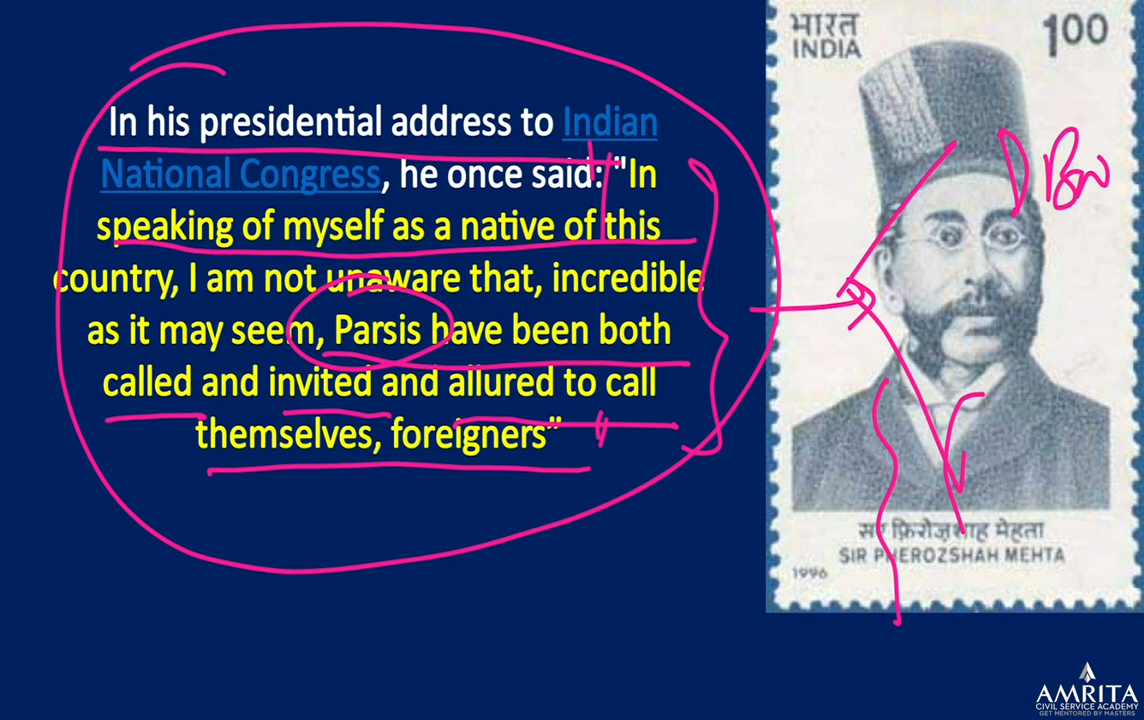 In his presidential address to Indian
National Congress, he once said: "In
speaking of myself as a native of this
country, I am not unaware that, incredible
as it may seem, Parsis have been both
called and invited and allured to call
themselves, foreigners"
भारत
INDIA
100
सर फ़िरोज़शाह मेहता
SIR PHEROZSHAH MEHTA
1996
AMRITA
CIVIL SERVICE ACADEMY
GET MENTORED BY MASTERS